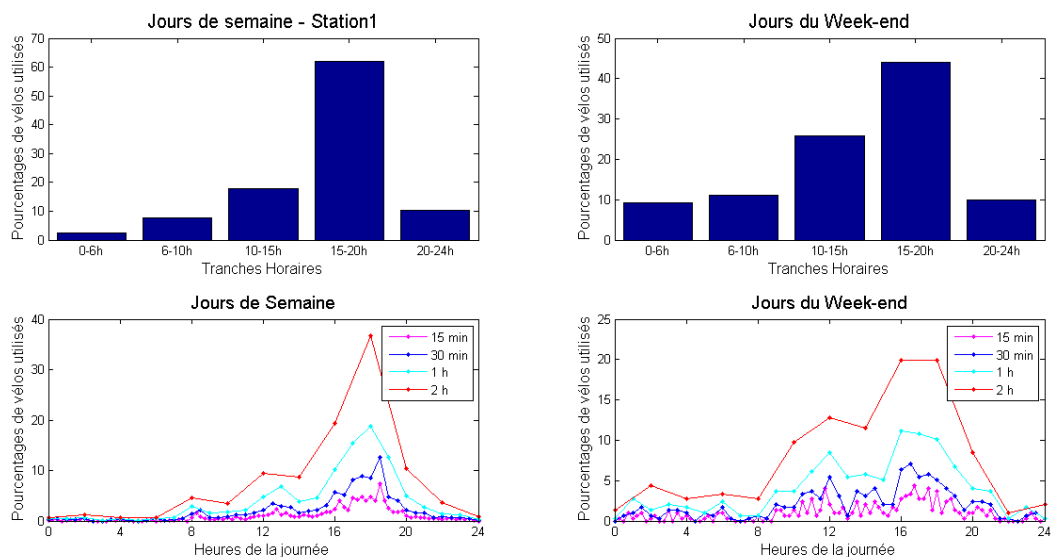 Jours de semaine - Station1
Pourcentages de vélos utilisés
70
60
50
40
30
20
10
0
0-6h 6-10h 10-15h 15-20h 20-24h
Tranches Horaires
Jours du Week-end
Pourcentages de vélos utilisés
50
40
30
20
10
0
0-6h 6-10h 10-15h 15-20h 20-24h
Tranches Horaires
Jours de Semaine
Pourcentages de vélos utilisés
40
30
20
10
0
15 min
30 min
1 h
2 h
0 4 8 12 16 20 24
Heures de la journée
Jours du Week-end
Pourcentages de vélos utilisés
25
20
15
10
5
0
15 min
30 min
1 h
2 h
0 4 8 12 16 20 24
Heures de la journée